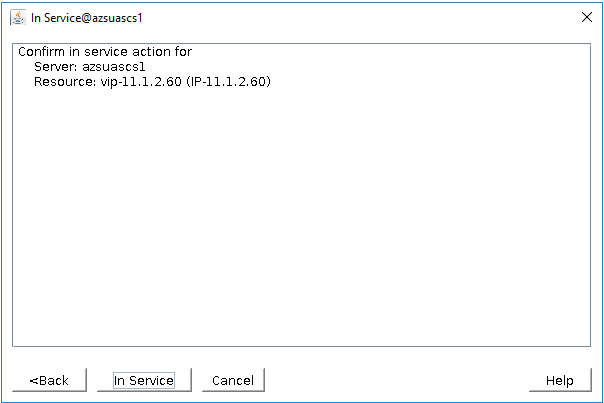 In Service@azsuascs1
Confirm in service action for
Server: azsuascs1
Resource: vip-11.1.2.60 (IP-11.1.2.60)
<Back
In Service
Cancel
Help